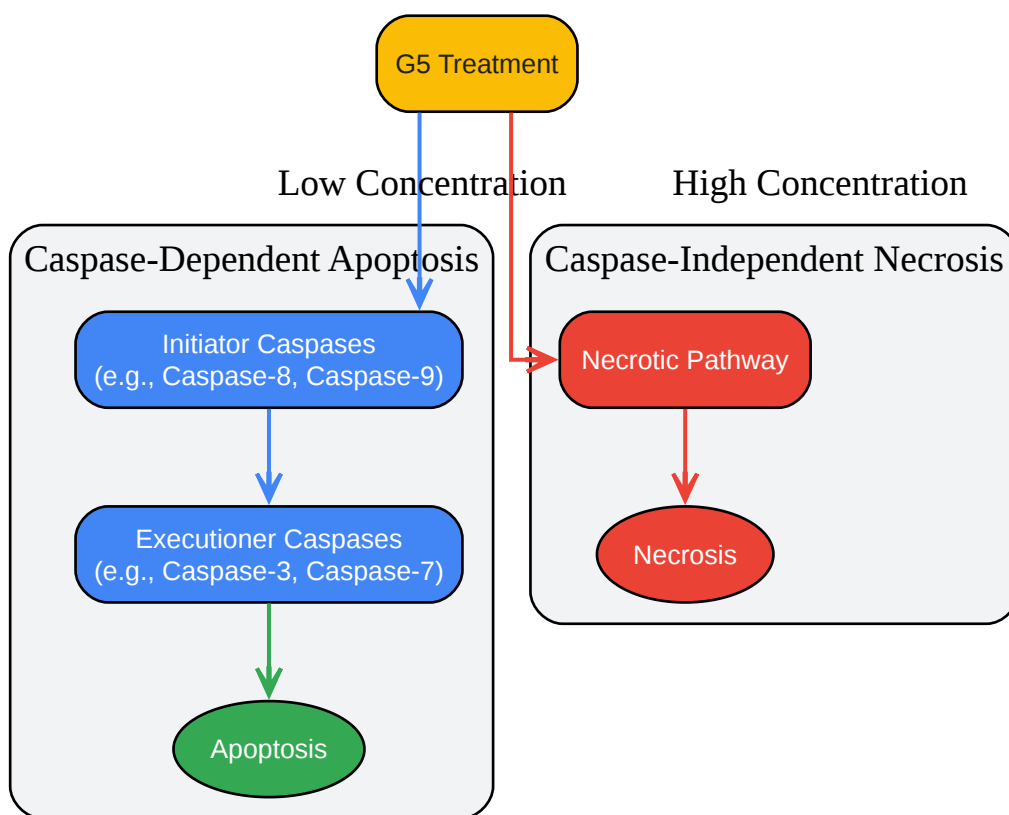 G5 Treatment
Low Concentration
High Concentration
Caspase-Dependent Apoptosis
Caspase-Independent Necrosis
Initiator Caspases
(e.g., Caspase-8, Caspase-9)
Necrotic Pathway
Executioner Caspases
(e.g., Caspase-3, Caspase-7)
Necrosis
Apoptosis